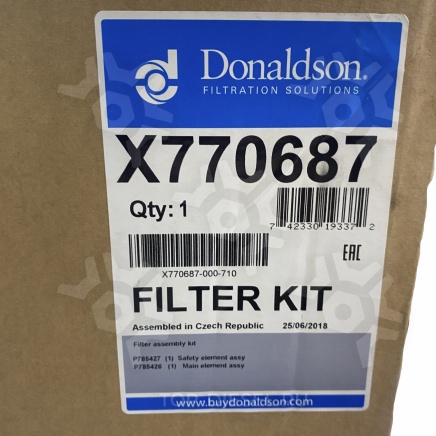 Donaldson®
FILTRATION SOLUTIONS
X770687
Qty: 1
7 42330 19337 2
X770687-000-710
EAC
FILTER KIT
Assembled in Czech Republic 25/06/2018
Filter assembly kit
P785427 (1) Safety element assy
P785426 (1) Main element assy
www.buydonaldson.com